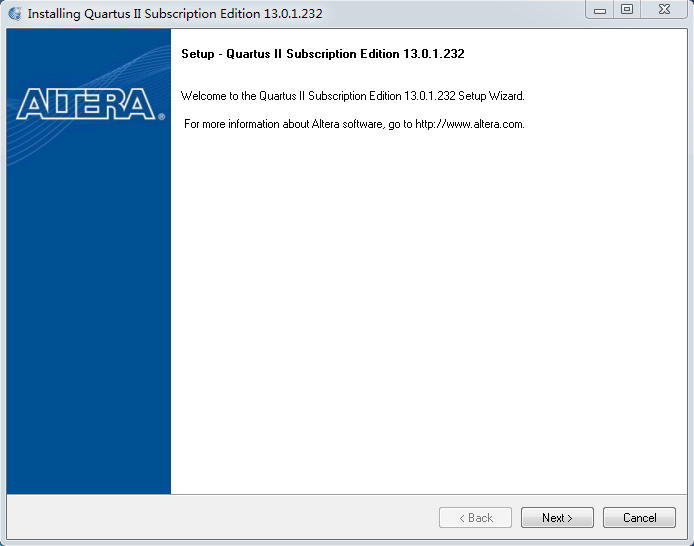 Installing Quartus II Subscription Edition 13.0.1.232
ALTERA®
Setup - Quartus II Subscription Edition 13.0.1.232
Welcome to the Quartus II Subscription Edition 13.0.1.232 Setup Wizard.
For more information about Altera software, go to http://www.altera.com.
< Back
Next >
Cancel